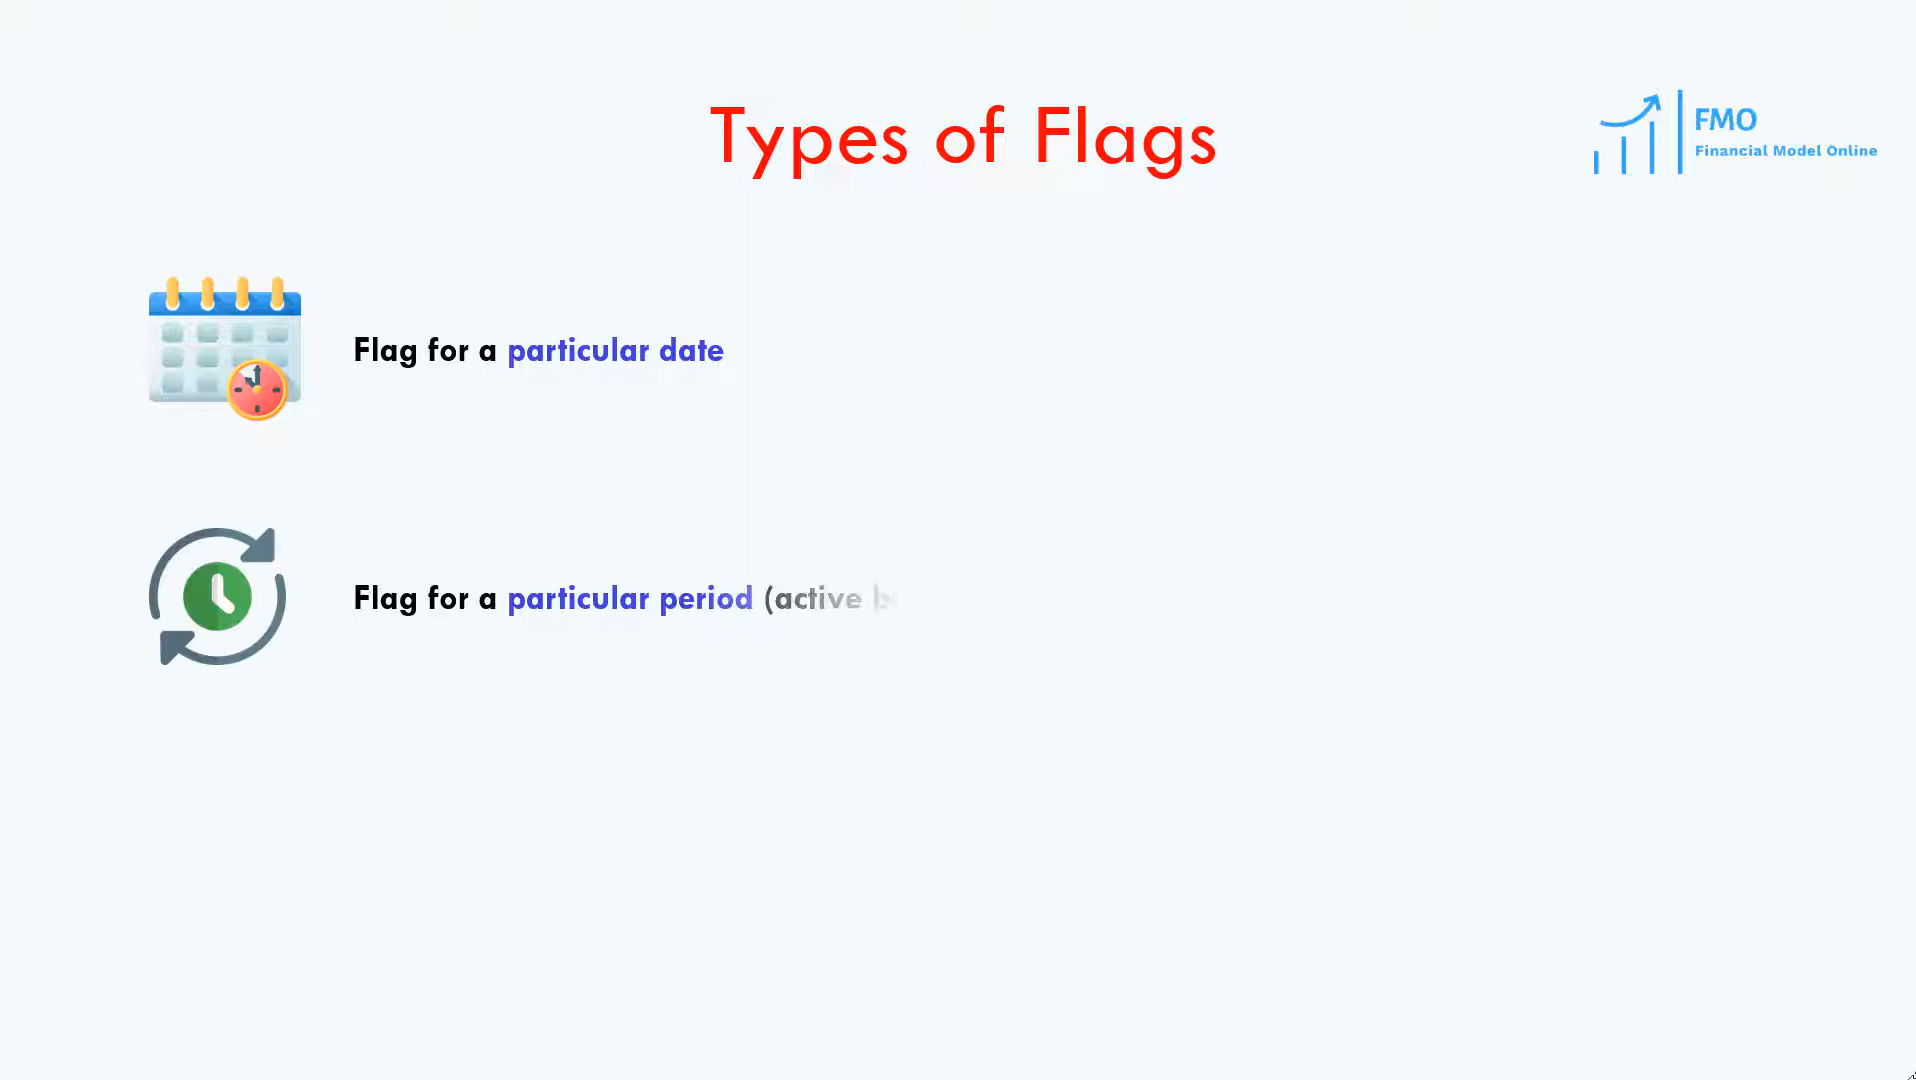 Types of Flags
FMO
Financial Model Online
Flag for a particular date
Flag for a particular period (active